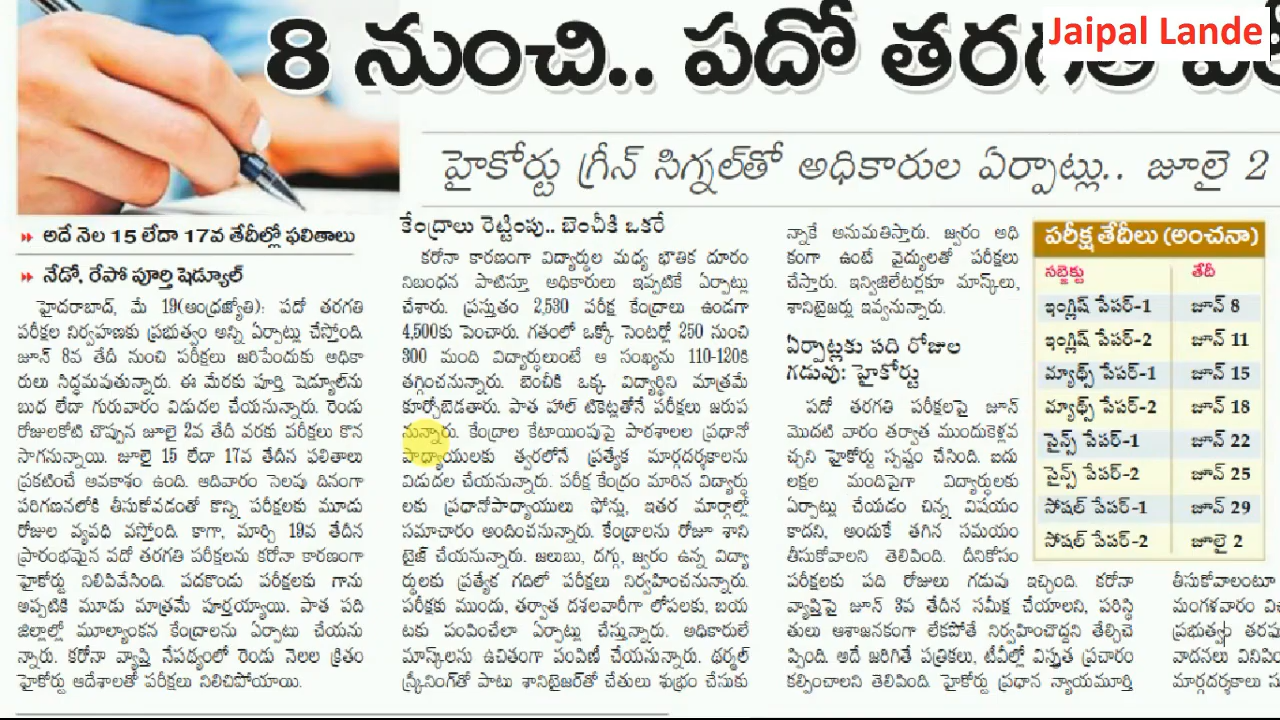 Jaipal Lande
8 నుంచి.. పదో తరగతి
హైకోర్టు గ్రీన్ సిగ్నల్‌తో అధికారుల ఏర్పాట్లు.. జూలై 2
అదే నెల 15 లేదా 17వ తేదీల్లో ఫలితాలు
నేడో, రేపో పూర్తి షెడ్యూల్
హైదరాబాద్, మే 19(ఆంధ్రజ్యోతి): పదో తరగతి
పరీక్షల నిర్వహణకు ప్రభుత్వం అన్ని ఏర్పాట్లు చేస్తోంది.
జూన్ 8వ తేదీ నుంచి పరీక్షలు జరిపేందుకు అధికా
రులు సిద్ధమవుతున్నారు. ఈ మేరకు పూర్తి షెడ్యూల్‌ను
బుధ లేదా గురువారం విడుదల చేయనున్నారు. రెండు
రోజులకోటి చొప్పున జూలై 2వ తేదీ వరకు పరీక్షలు కొన
సాగనున్నాయి. జూలై 15 లేదా 17వ తేదీన ఫలితాలు
ప్రకటించే అవకాశం ఉంది. ఆదివారం సెలవు దినంగా
పరిగణనలోకి తీసుకోవడంతో కొన్ని పరీక్షలకు మూడు
రోజుల వ్యవధి వస్తోంది. కాగా, మార్చి 19వ తేదీన
ప్రారంభమైన పదో తరగతి పరీక్షలను కరోనా కారణంగా
హైకోర్టు నిలిపివేసింది. పదకొండు పరీక్షలకు గాను
అప్పటికి మూడు మాత్రమే పూర్తయ్యాయి. పాత పది
జిల్లాల్లో మూల్యాంకన కేంద్రాలను ఏర్పాటు చేయను
న్నారు. కరోనా వ్యాప్తి నేపథ్యంలో రెండు నెలల క్రితం
హైకోర్టు ఆదేశాలతో పరీక్షలు నిలిచిపోయాయి.
కేంద్రాలు రెట్టింపు.. బెంచీకి ఒకరే
కరోనా కారణంగా విద్యార్థుల మధ్య భౌతిక దూరం
నిబంధన పాటిస్తూ అధికారులు ఇప్పటికే ఏర్పాట్లు
చేశారు. ప్రస్తుతం 2,530 పరీక్ష కేంద్రాలు ఉండగా
4,500కు పెంచారు. గతంలో ఒక్కో సెంటర్లో 250 నుంచి
300 మంది విద్యార్థులుంటే ఆ సంఖ్యను 110-120కి
తగ్గించనున్నారు. బెంచీకి ఒక్క విద్యార్థిని మాత్రమే
కూర్చోబెడతారు. పాత హాల్ టికెట్లతోనే పరీక్షలు జరుప
నున్నారు. కేంద్రాల కేటాయింపుపై పాఠశాలల ప్రధానో
పాధ్యాయులకు త్వరలోనే ప్రత్యేక మార్గదర్శకాలను
విడుదల చేయనున్నారు. పరీక్ష కేంద్రం మారిన విద్యార్థు
లకు ప్రధానోపాధ్యాయులు ఫోన్లు, ఇతర మార్గాల్లో
సమాచారం అందించనున్నారు. కేంద్రాలను రోజూ శాని
టైజ్ చేయనున్నారు. జలుబు, దగ్గు, జ్వరం ఉన్న విద్యా
ర్థులకు ప్రత్యేక గదిలో పరీక్షలు నిర్వహించనున్నారు.
పరీక్షకు ముందు, తర్వాత దశలవారీగా లోపలకు, బయ
టకు పంపించేలా ఏర్పాట్లు చేస్తున్నారు. అధికారులే
మాస్క్‌లను ఉచితంగా పంపిణీ చేయనున్నారు. థర్మల్
స్క్రీనింగ్‌తో పాటు శానిటైజర్‌తో చేతులు శుభ్రం చేసుకు
న్నాకే అనుమతిస్తారు. జ్వరం అధి
కంగా ఉంటే వైద్యులతో పరీక్షలు
చేస్తారు. ఇన్విజిలేటర్లకూ మాస్క్‌లు,
శానిటైజర్లు ఇవ్వనున్నారు.
ఏర్పాట్లకు పది రోజుల
గడువు: హైకోర్టు
పదో తరగతి పరీక్షలపై జూన్
మొదటి వారం తర్వాత ముందుకెళ్లవ
చ్చని హైకోర్టు స్పష్టం చేసింది. ఐదు
లక్షల మందిపైగా విద్యార్థులకు
ఏర్పాట్లు చేయడం చిన్న విషయం
కాదని, అందుకే తగిన సమయం
తీసుకోవాలని తెలిపింది. దీనికోసం
పరీక్షలకు పది రోజులు గడువు ఇచ్చింది. కరోనా
వ్యాప్తిపై జూన్ 3వ తేదీన సమీక్ష చేయాలని, పరిస్థి
తులు ఆశాజనకంగా లేకపోతే నిర్వహించొద్దని తేల్చిచె
ప్పింది. అదే జరిగితే పత్రికలు, టీవీల్లో విస్తృత ప్రచారం
కల్పించాలని తెలిపింది. హైకోర్టు ప్రధాన న్యాయమూర్తి
పరీక్ష తేదీలు (అంచనా)
సబ్జెక్టు తేదీ
ఇంగ్లిష్ పేపర్-1 జూన్ 8
ఇంగ్లిష్ పేపర్-2 జూన్ 11
మ్యాథ్స్ పేపర్-1 జూన్ 15
మ్యాథ్స్ పేపర్-2 జూన్ 18
సైన్స్ పేపర్-1 జూన్ 22
సైన్స్ పేపర్-2 జూన్ 25
సోషల్ పేపర్-1 జూన్ 29
సోషల్ పేపర్-2 జూలై 2
తీసుకోవాలంటూ
మంగళవారం
ప్రభుత్వం తరఫు
వాదనలు
మార్గదర్శకాలు